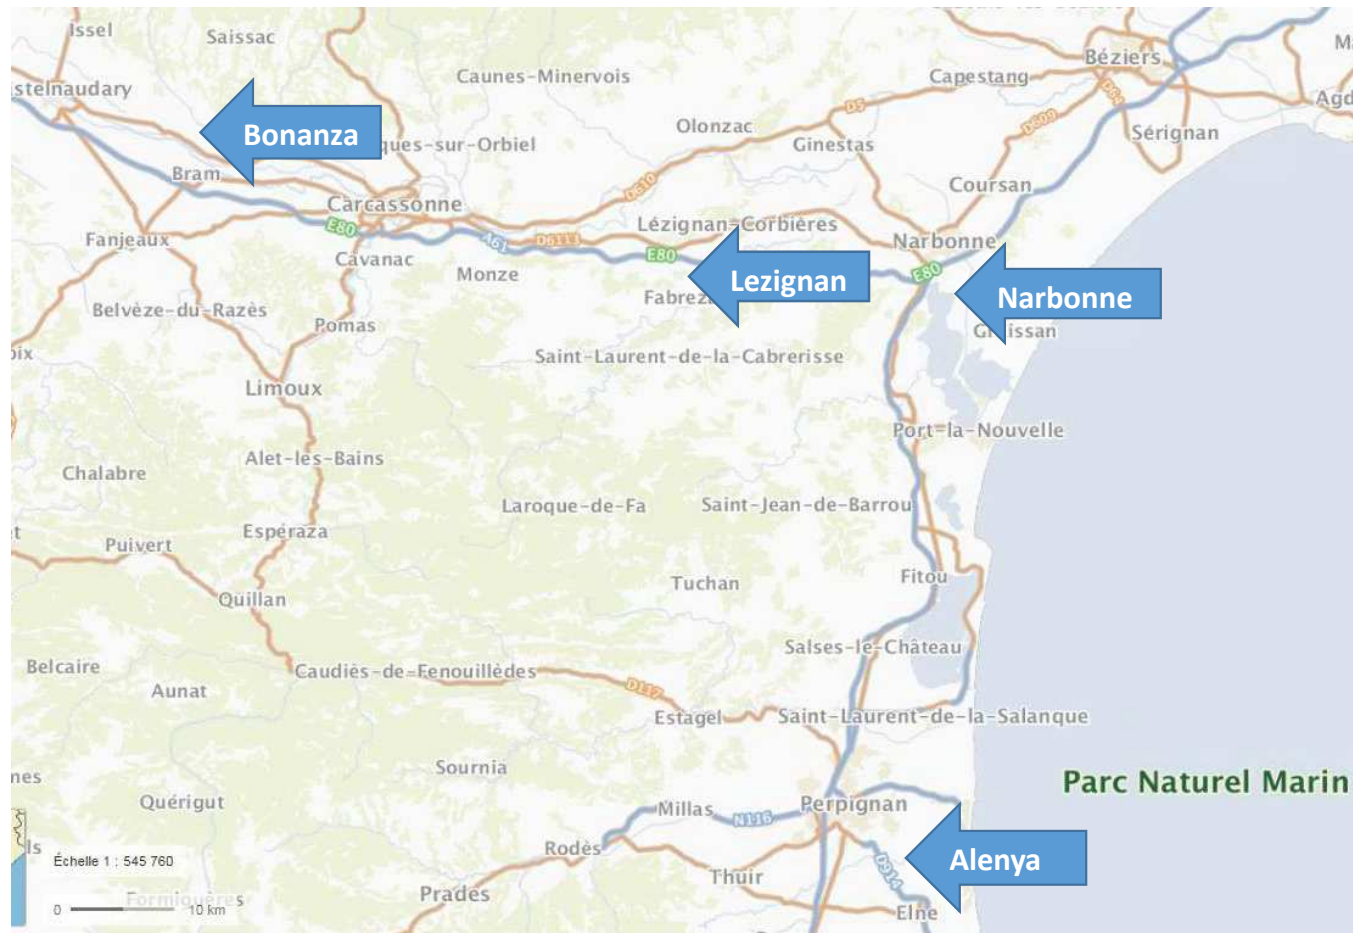 Issel
Saissac
Béziers
stelnaudary
Caunes-Minervois
Capestang
Agd
D64
D5
Bonanza
ques-sur-Orbiel
Olonzac
Ginestas
D609
Sérignan
Bram
D610
Coursan
Carcassonne
Lézignan-Corbières
E80
A61
D6113
E80
Narbonne
Fanjeaux
Cavanac
Monze
E80
Lezignan
Narbonne
Fabrez
Belvèze-du-Razès
Pomas
Saint-Laurent-de-la-Cabrerisse
Limoux
Port-la-Nouvelle
Alet-les-Bains
Chalabre
Laroque-de-Fa
Saint-Jean-de-Barrou
Espéraza
Puivert
Tuchan
Fitou
Quillan
Salses-le-Château
Belcaire
Caudiès-de-Fenouillèdes
Aunat
D117
Estagel
Saint-Laurent-de-la-Salanque
Sournia
Parc Naturel Marin
Quérigut
Millas
N116
Perpignan
Rodès
Échelle 1 : 545 760
Alenya
D914
Thuir
Prades
Formiguères
0 10 km
Elne